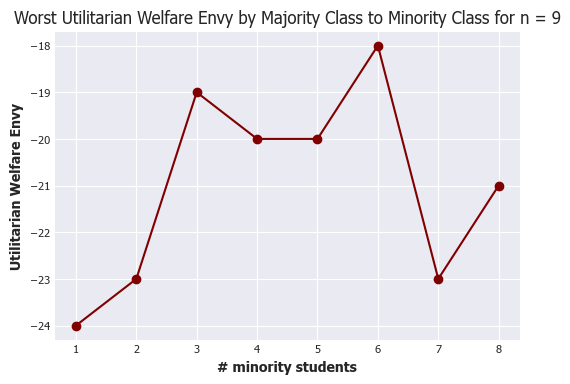 Worst Utilitarian Welfare Envy by Majority Class to Minority Class for n = 9
Utilitarian Welfare Envy
−18
−19
−20
−21
−22
−23
−24
1 2 3 4 5 6 7 8
# minority students